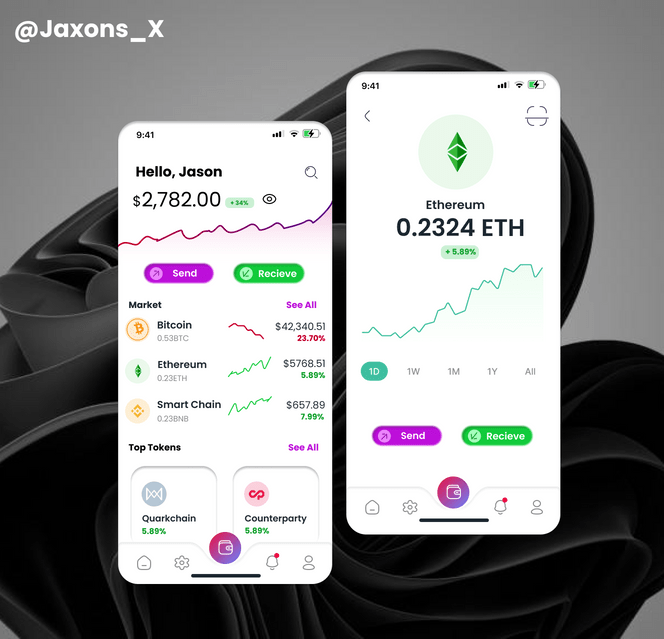 @Jaxons_X
9:41
Hello, Jason
$2,782.00 +34%
Send Recieve
Market See All
Bitcoin $42,340.51
0.53BTC 23.70%
Ethereum $5768.51
0.23ETH 5.89%
Smart Chain $657.89
0.23BNB 7.99%
Top Tokens See All
Quarkchain Counterparty
5.89% 5.89%
9:41
Ethereum
0.2324 ETH
+ 5.89%
1D 1W 1M 1Y All
Send Recieve